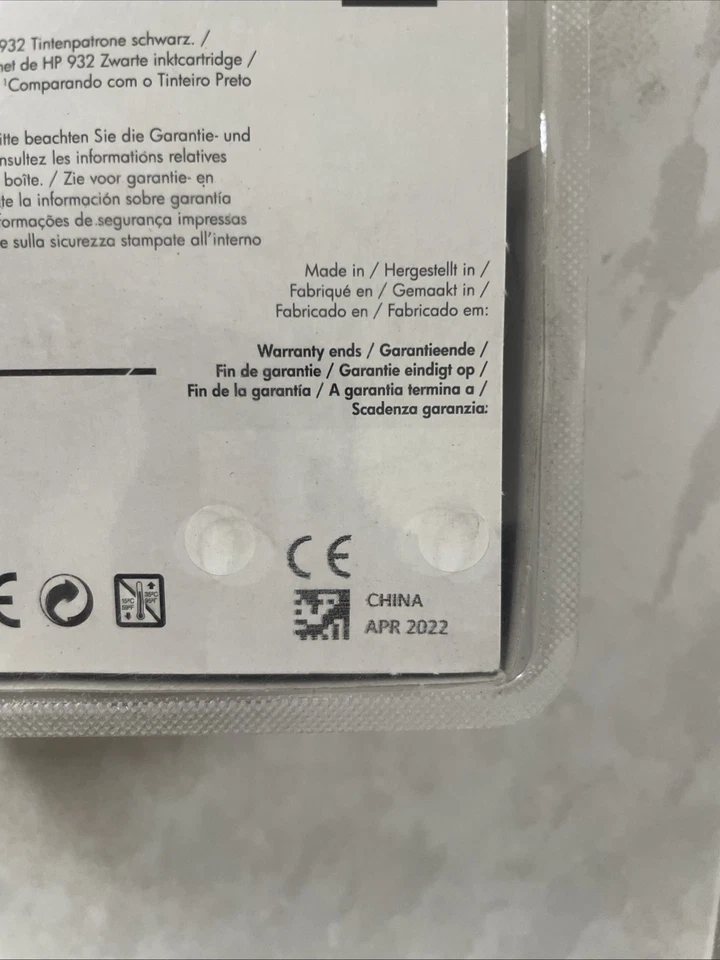 932 Tintenpatrone schwarz. /
et de HP 932 Zwarte inktcartridge /
¹Comparando com o Tinteiro Preto
itte beachten Sie die Garantie- und
nsultez les informations relatives
boîte. / Zie voor garantie- en
te la información sobre garantía
ormações de segurança impressas
e sulla sicurezza stampate all'interno
Made in / Hergestellt in /
Fabriqué en / Gemaakt in /
Fabricado en / Fabricado em:
Warranty ends / Garantieende /
Fin de garantie / Garantie eindigt op /
Fin de la garantía / A garantia termina a /
Scadenza garanzia:
CE
CHINA
APR 2022